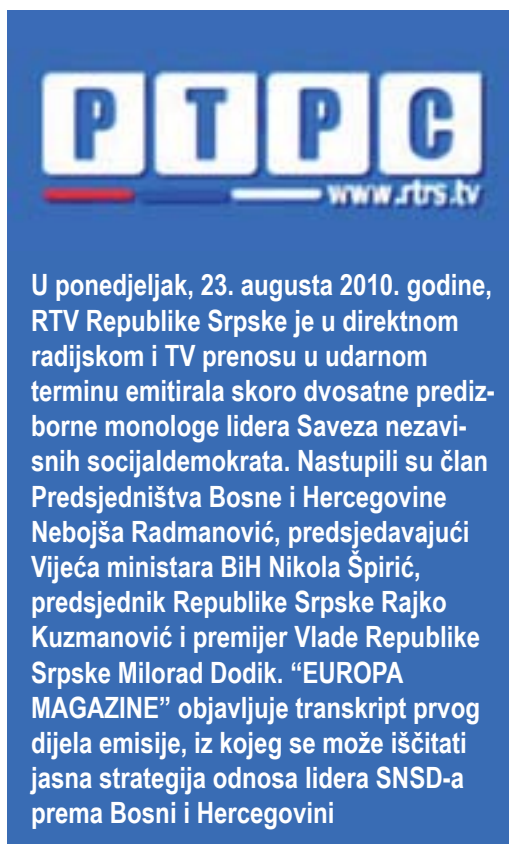 РТРС
www.rtrs.tv
U ponedjeljak, 23. augusta 2010. godine,
RTV Republike Srpske je u direktnom
radijskom i TV prenosu u udarnom
terminu emitirala skoro dvosatne prediz-
borne monologe lidera Saveza nezavi-
snih socijaldemokrata. Nastupili su član
Predsjedništva Bosne i Hercegovine
Nebojša Radmanović, predsjedavajući
Vijeća ministara BiH Nikola Špirić,
predsjednik Republike Srpske Rajko
Kuzmanović i premijer Vlade Republike
Srpske Milorad Dodik. “EUROPA
MAGAZINE” objavljuje transkript prvog
dijela emisije, iz kojeg se može iščitati
jasna strategija odnosa lidera SNSD-a
prema Bosni i Hercegovini